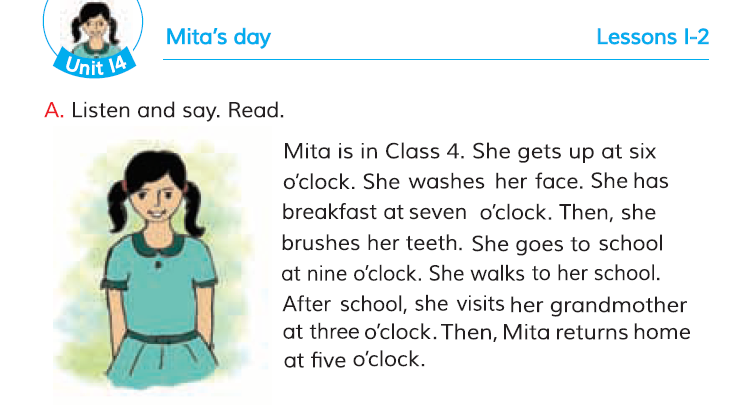 Mita's day
Lessons 1-2
Unit 14
A. Listen and say. Read.
Mita is in Class 4. She gets up at six
o'clock. She washes her face. She has
breakfast at seven o'clock. Then, she
brushes her teeth. She goes to school
at nine o'clock. She walks to her school.
After school, she visits her grandmother
at three o'clock. Then, Mita returns home
at five o'clock.